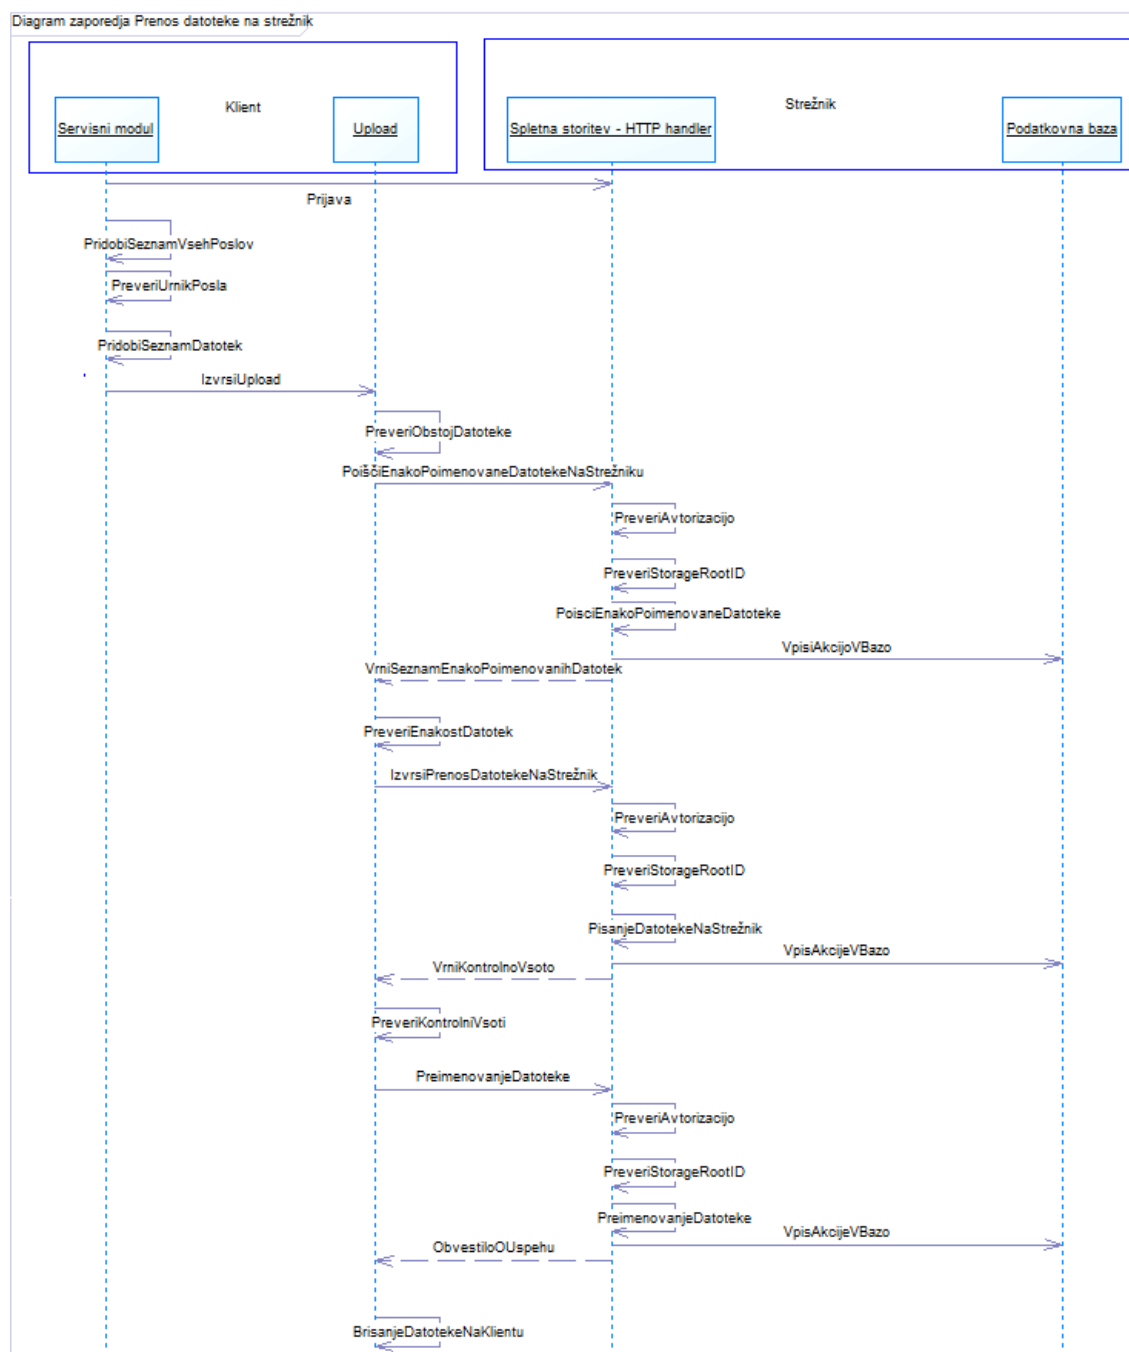 Diagram zaporedja Prenos datoteke na strežnik
Klient
Strežnik
Servisni modul
Upload
Spletna storitev - HTTP handler
Podatkovna baza
Prijava
PridobiSeznamVsehPoslov
PreveriUrnikPosla
PridobiSeznamDatotek
IzvrsiUpload
PreveriObstojDatoteke
PoiščiEnakoPoimenovaneDatotekeNaStrežniku
PreveriAvtorizacijo
PreveriStorageRootID
PoisciEnakoPoimenovaneDatoteke
VpisiAkcijoVBazo
VrniSeznamEnakoPoimenovanihDatotek
PreveriEnakostDatotek
IzvrsiPrenosDatotekeNaStrežnik
PreveriAvtorizacijo
PreveriStorageRootID
PisanjeDatotekeNaStrežnik
VpisAkcijeVBazo
VrniKontrolnoVsoto
PreveriKontrolniVsoti
PreimenovanjeDatoteke
PreveriAvtorizacijo
PreveriStorageRootID
PreimenovanjeDatoteke
VpisAkcijeVBazo
ObvestiloOUspehu
BrisanjeDatotekeNaKlientu